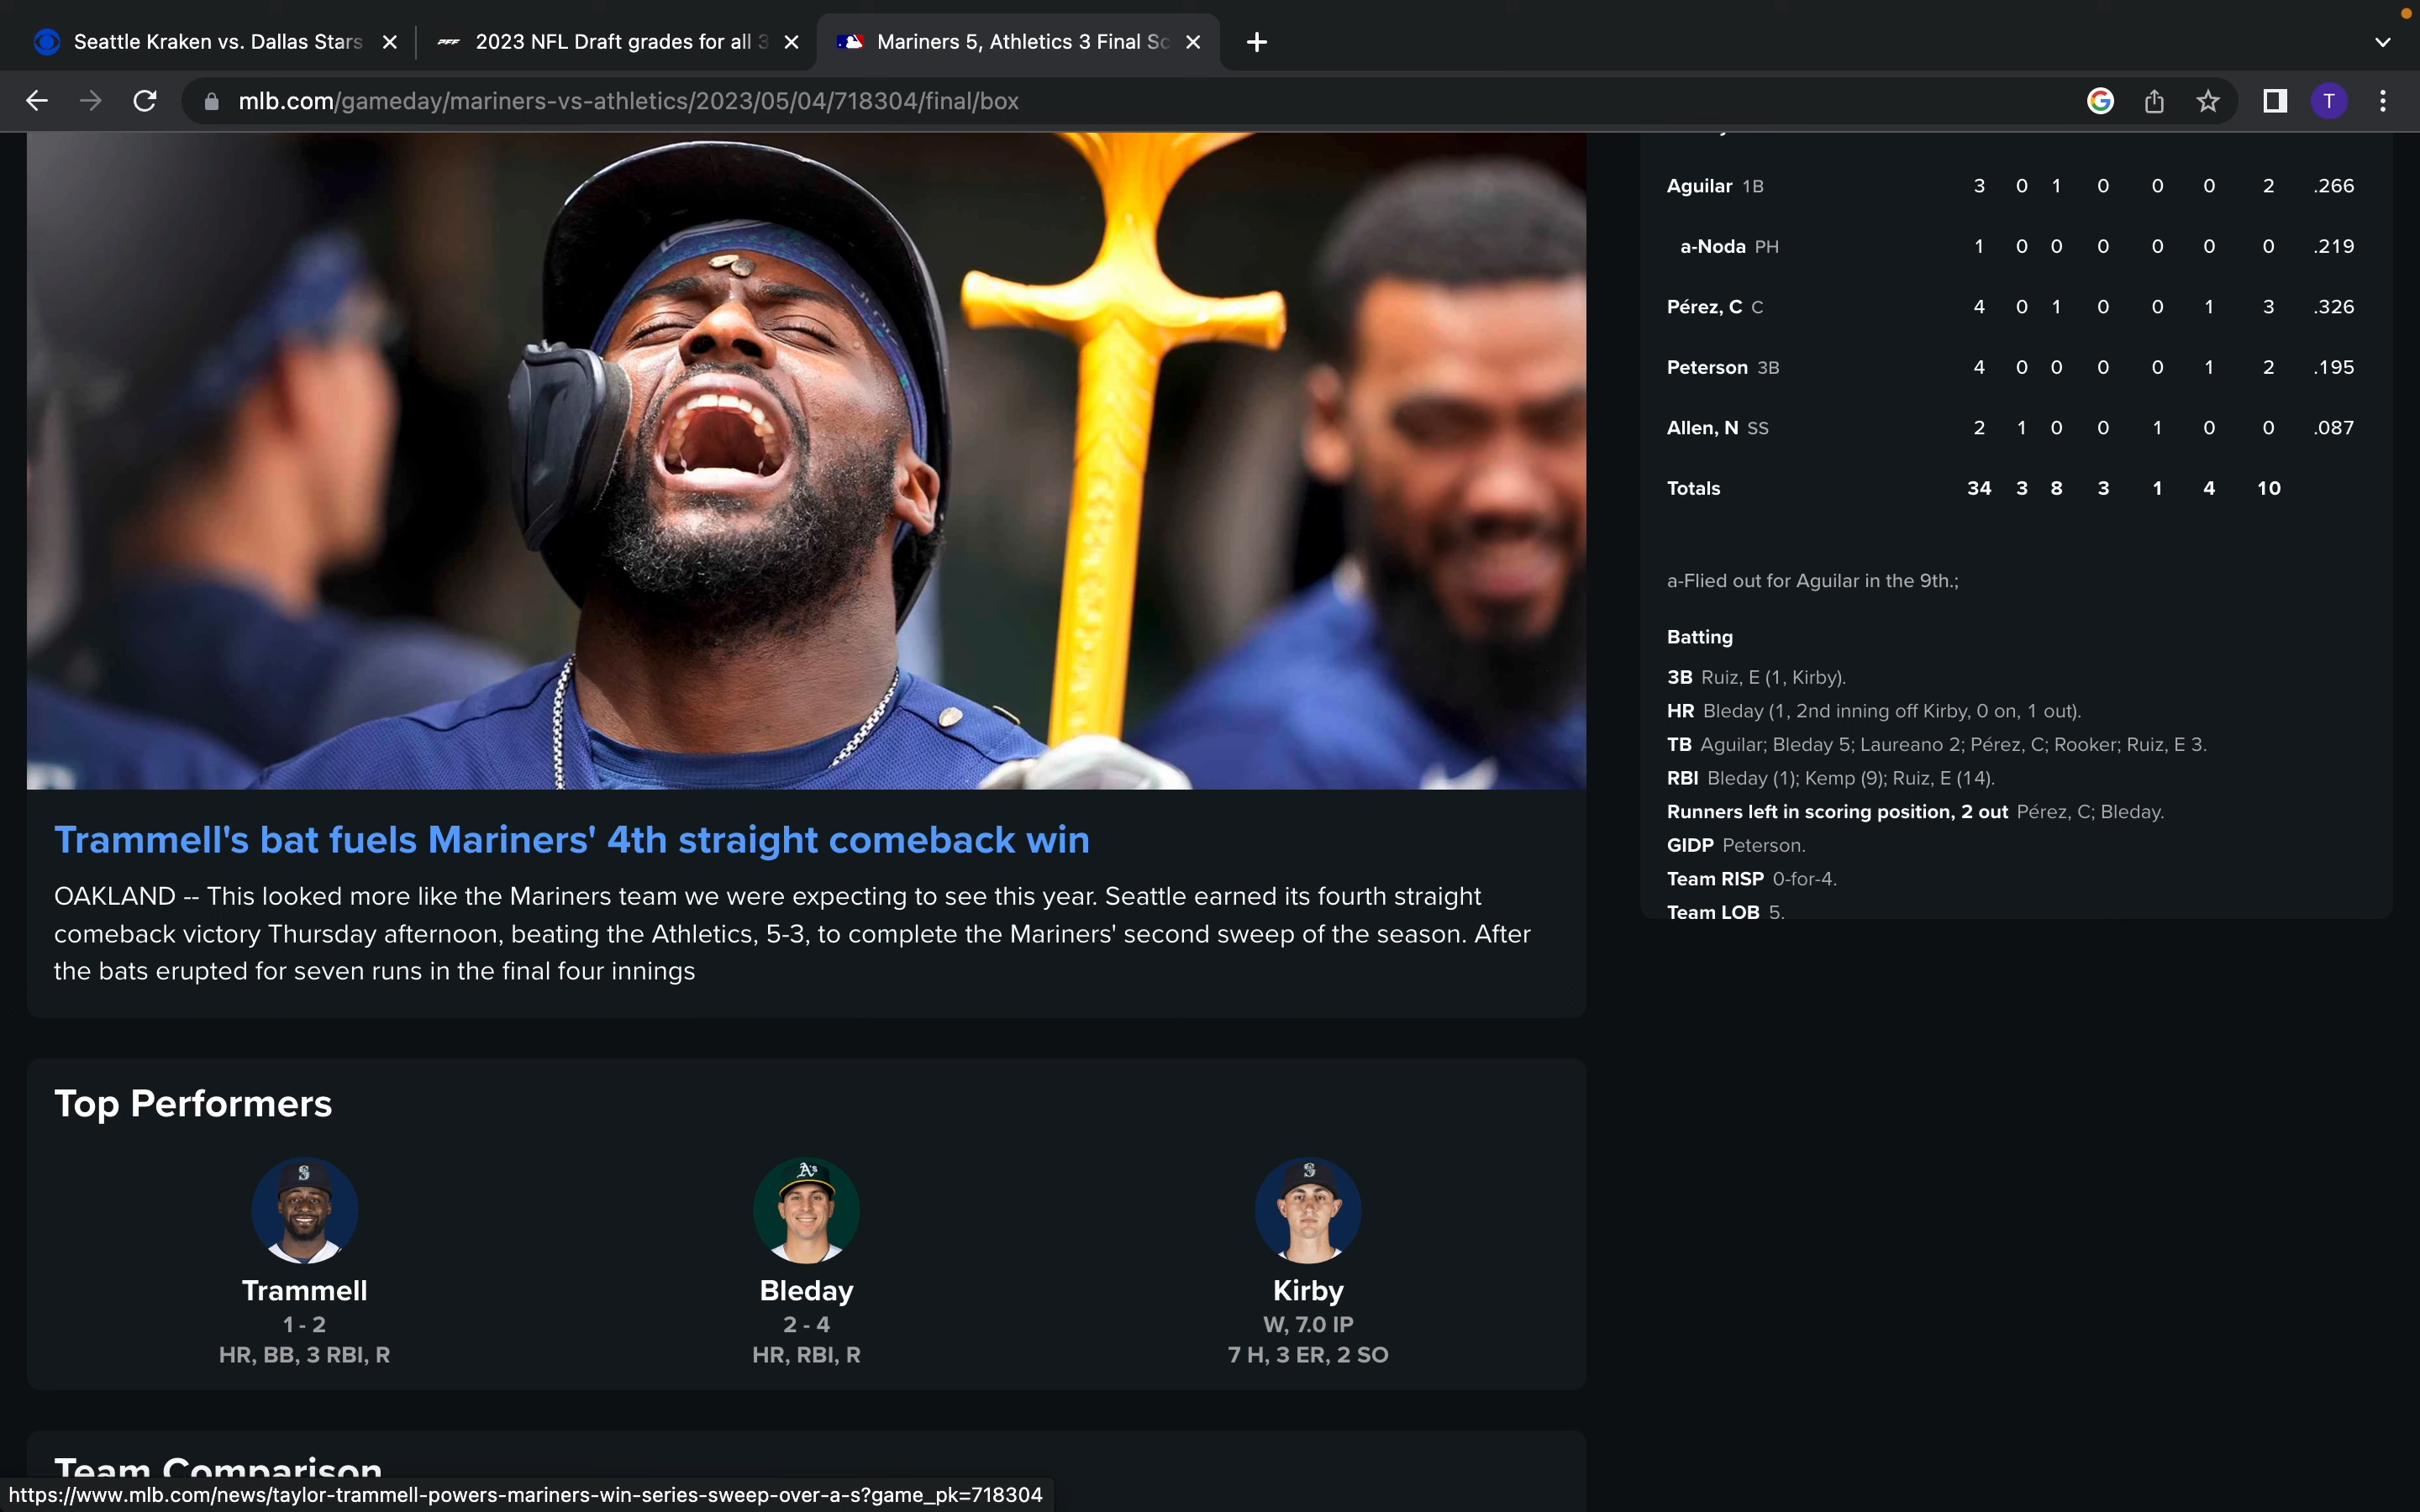 Seattle Kraken vs. Dallas Stars
2023 NFL Draft grades for all 3
Mariners 5, Athletics 3 Final Sc
mlb.com/gameday/mariners-vs-athletics/2023/05/04/718304/final/box
T
Aguilar 1B 3 0 1 0 0 0 2 .266
a-Noda PH 1 0 0 0 0 0 0 .219
Pérez, C C 4 0 1 0 0 1 3 .326
Peterson 3B 4 0 0 0 0 1 2 .195
Allen, N SS 2 1 0 0 1 0 0 .087
Totals 34 3 8 3 1 4 10
a-Flied out for Aguilar in the 9th.;
Batting
3B Ruiz, E (1, Kirby).
HR Bleday (1, 2nd inning off Kirby, 0 on, 1 out).
TB Aguilar; Bleday 5; Laureano 2; Pérez, C; Rooker; Ruiz, E 3.
RBI Bleday (1); Kemp (9); Ruiz, E (14).
Runners left in scoring position, 2 out Pérez, C; Bleday.
GIDP Peterson.
Team RISP 0-for-4.
Team LOB 5.
Trammell's bat fuels Mariners' 4th straight comeback win
OAKLAND -- This looked more like the Mariners team we were expecting to see this year. Seattle earned its fourth straight
comeback victory Thursday afternoon, beating the Athletics, 5-3, to complete the Mariners' second sweep of the season. After
the bats erupted for seven runs in the final four innings
Top Performers
Trammell
1 - 2
HR, BB, 3 RBI, R
Bleday
2 - 4
HR, RBI, R
Kirby
W, 7.0 IP
7 H, 3 ER, 2 SO
Team Comparison
https://www.mlb.com/news/taylor-trammell-powers-mariners-win-series-sweep-over-a-s?game_pk=718304